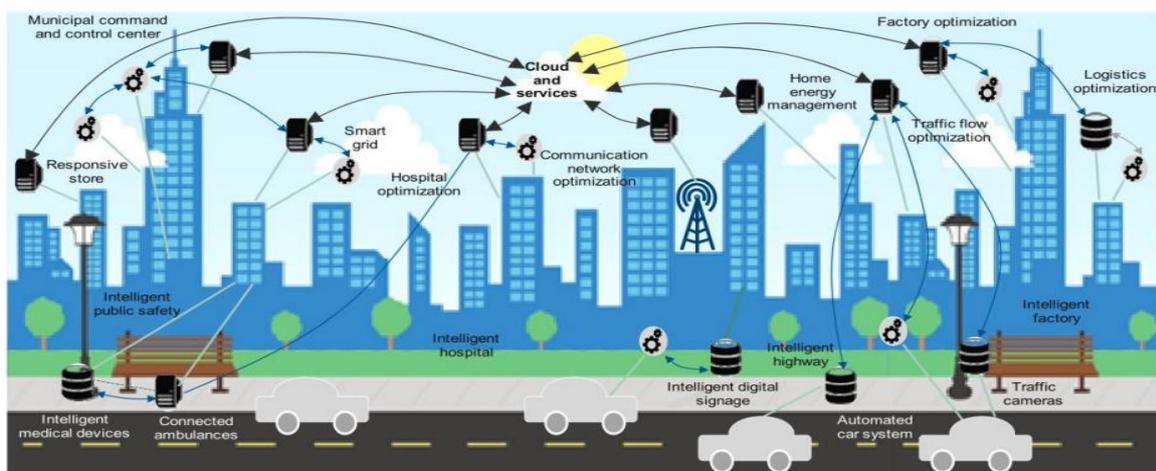 Municipal command
and control center
Factory optimization
Cloud
and
services
Home
energy
management
Logistics
optimization
Smart
grid
Traffic flow
optimization
Responsive
store
Hospital
optimization
Communication
network
optimization
Intelligent
public safety
Intelligent
factory
Intelligent
hospital
Intelligent
highway
Intelligent digital
signage
Traffic
cameras
Intelligent
medical devices
Connected
ambulances
Automated
car system